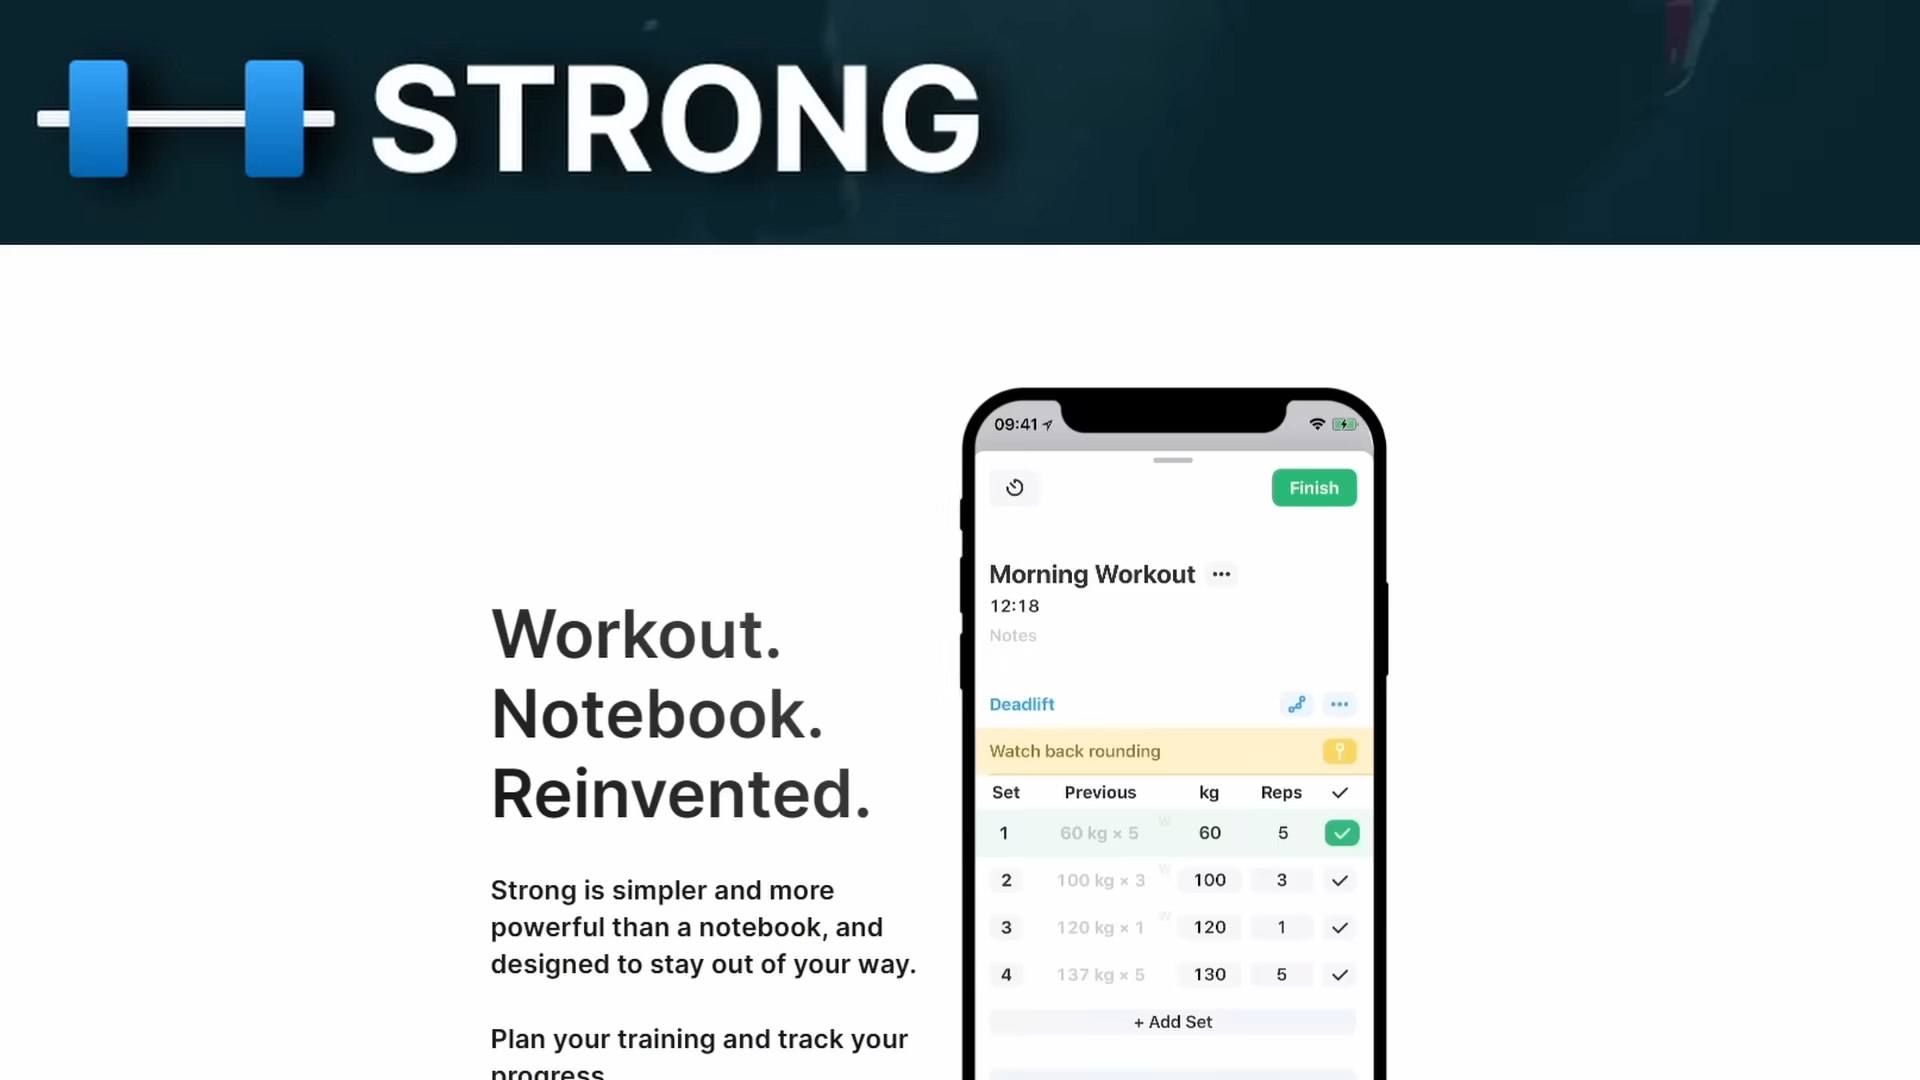 STRONG
Workout.
Notebook.
Reinvented.
Strong is simpler and more
powerful than a notebook, and
designed to stay out of your way.
Plan your training and track your
progress
09:41
Finish
Morning Workout •••
12:18
Notes
Deadlift
Watch back rounding
Set Previous kg Reps
1 60 kg × 5 W 60 5
2 100 kg × 3 W 100 3
3 120 kg × 1 W 120 1
4 137 kg × 5 130 5
+ Add Set